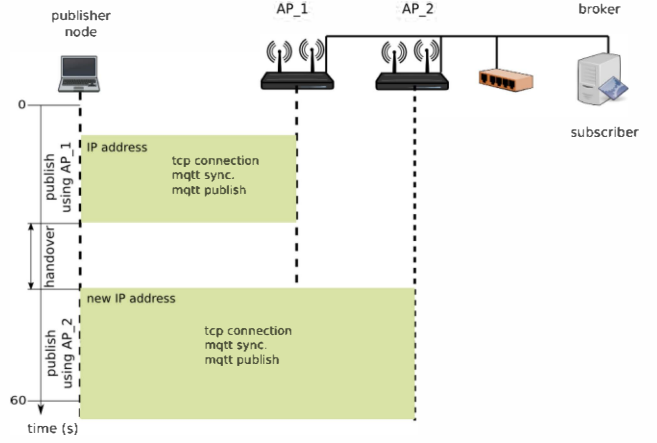 publisher
node
AP_1
AP_2
broker
subscriber
0
publish
using AP_1
IP address
tcp connection
mqtt sync.
mqtt publish
handover
publish
using AP_2
new IP address
tcp connection
mqtt sync.
mqtt publish
60
time (s)